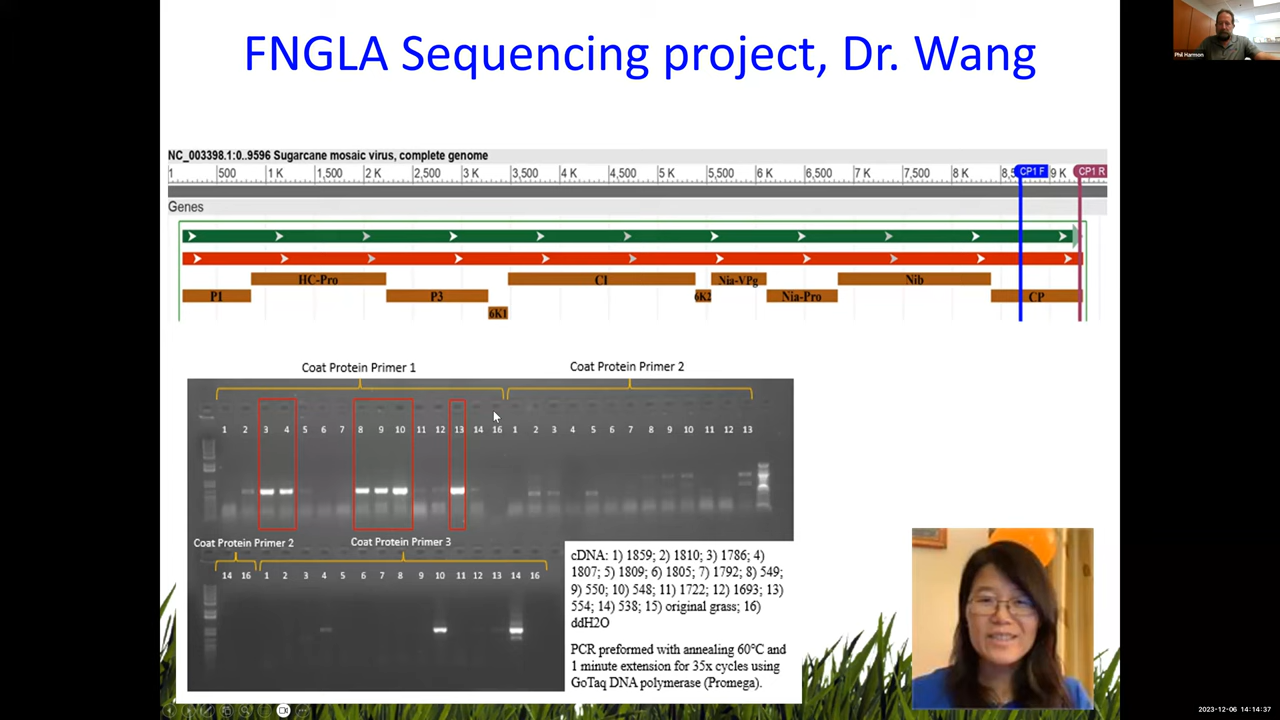 FNGLA Sequencing project, Dr. Wang
Phil Harmon
NC_003398.1:0..9596 Sugarcane mosaic virus, complete genome
1 500 1 K 1,500 2 K 2,500 3 K 3,500 4 K 4,500 5 K 5,500 6 K 6,500 7 K 7,500 8 K 8,5 CP1 F 9 K CP1 R
Genes
HC-Pro CI Nia-VPg Nib
P1 P3 6K2 Nia-Pro CP
6K1
Coat Protein Primer 1 Coat Protein Primer 2
1 2 3 4 5 6 7 8 9 10 11 12 13 14 16 1 2 3 4 5 6 7 8 9 10 11 12 13
Coat Protein Primer 2 Coat Protein Primer 3
14 16 1 2 3 4 5 6 7 8 9 10 11 12 13 14 16
cDNA: 1) 1859; 2) 1810; 3) 1786; 4)
1807; 5) 1809; 6) 1805; 7) 1792; 8) 549;
9) 550; 10) 548; 11) 1722; 12) 1693; 13)
554; 14) 538; 15) original grass; 16)
ddH2O
PCR preformed with annealing 60°C and
1 minute extension for 35x cycles using
GoTaq DNA polymerase (Promega).
2023-12-06 14:14:37